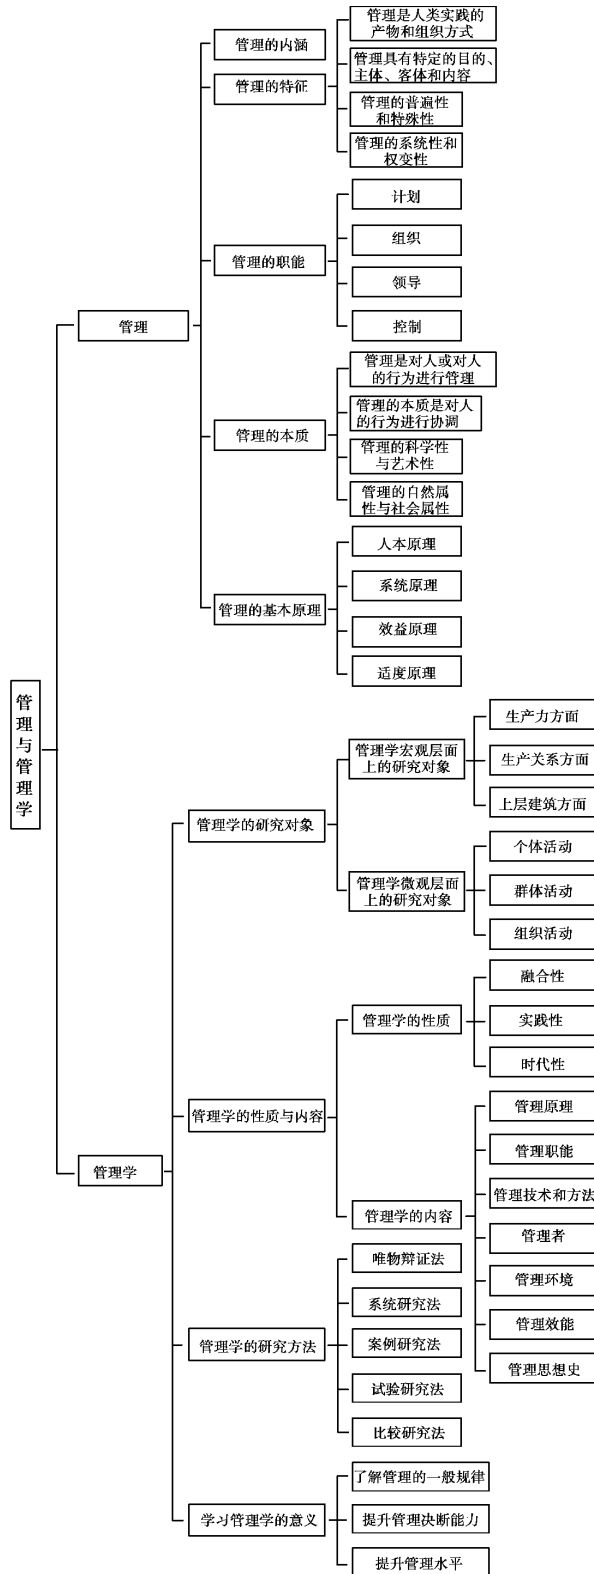 管理与管理学
管理
管理的内涵
管理的特征
管理是人类实践的
产物和组织方式
管理具有特定的目的、
主体、客体和内容
管理的普遍性
和特殊性
管理的系统性和
权变性
管理的职能
计划
组织
领导
控制
管理的本质
管理是对人或对人
的行为进行管理
管理的本质是对人
的行为进行协调
管理的科学性
与艺术性
管理的自然属
性与社会属性
管理的基本原理
人本原理
系统原理
效益原理
适度原理
管理学
管理学的研究对象
管理学宏观层面
上的研究对象
生产力方面
生产关系方面
上层建筑方面
管理学微观层面
上的研究对象
个体活动
群体活动
组织活动
管理学的性质与内容
管理学的性质
融合性
实践性
时代性
管理学的内容
管理原理
管理职能
管理技术和方法
管理者
管理环境
管理效能
管理思想史
管理学的研究方法
唯物辩证法
系统研究法
案例研究法
试验研究法
比较研究法
学习管理学的意义
了解管理的一般规律
提升管理决断能力
提升管理水平